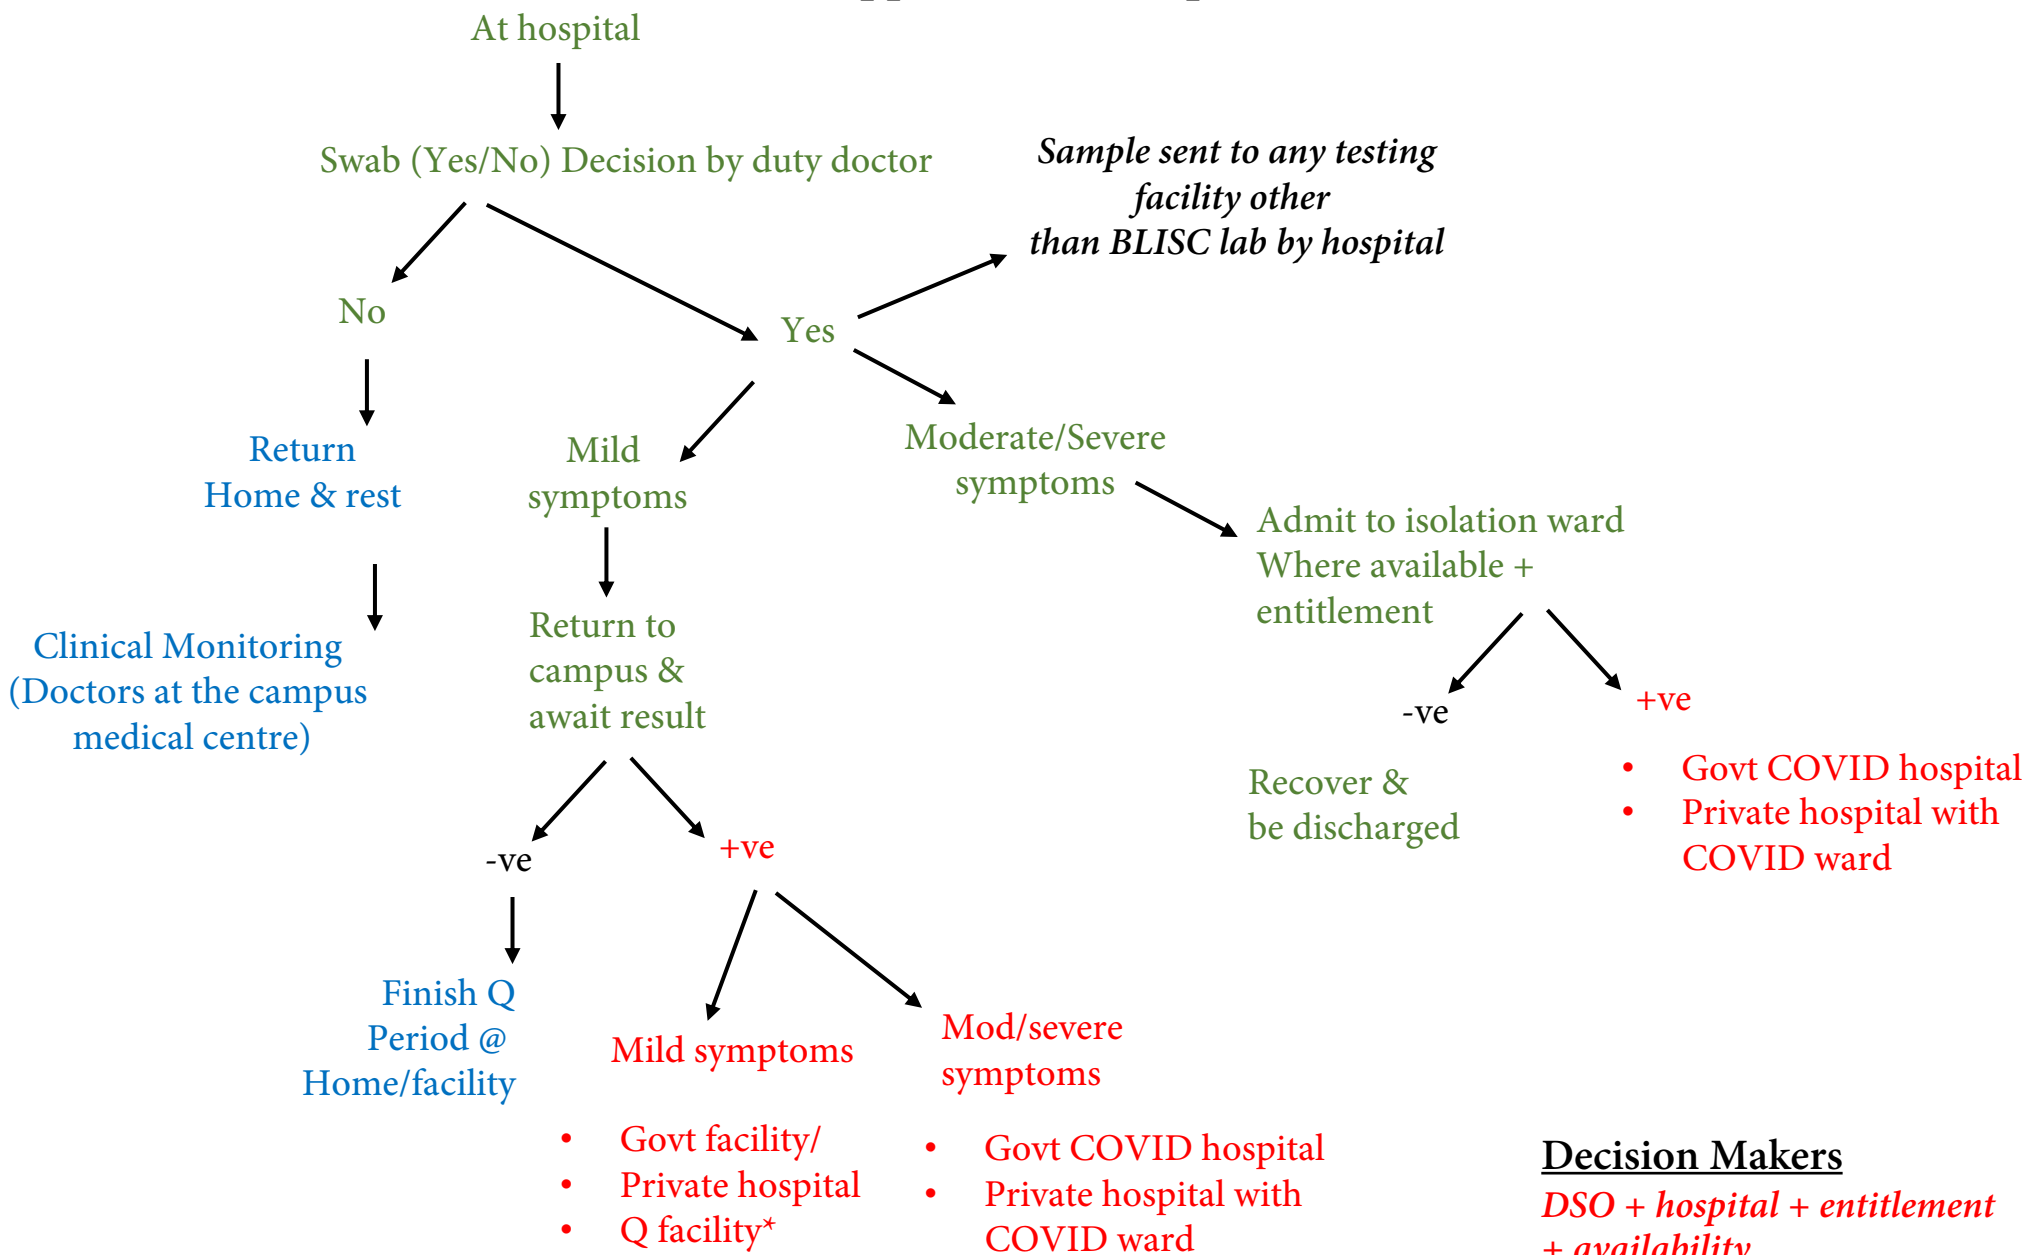 At hospital
Swab (Yes/No) Decision by duty doctor
Sample sent to any testing
facility other
than BLISC lab by hospital
No
Yes
Return
Home & rest
Mild
symptoms
Moderate/Severe
symptoms
Admit to isolation ward
Where available +
entitlement
Clinical Monitoring
(Doctors at the campus
medical centre)
Return to
campus &
await result
-ve
+ve
Recover &
be discharged
• Govt COVID hospital
• Private hospital with
COVID ward
-ve
+ve
Finish Q
Period @
Home/facility
Mild symptoms
Mod/severe
symptoms
• Govt facility/
• Private hospital
• Q facility*
• Govt COVID hospital
• Private hospital with
COVID ward
Decision Makers
DSO + hospital + entitlement
+ availability